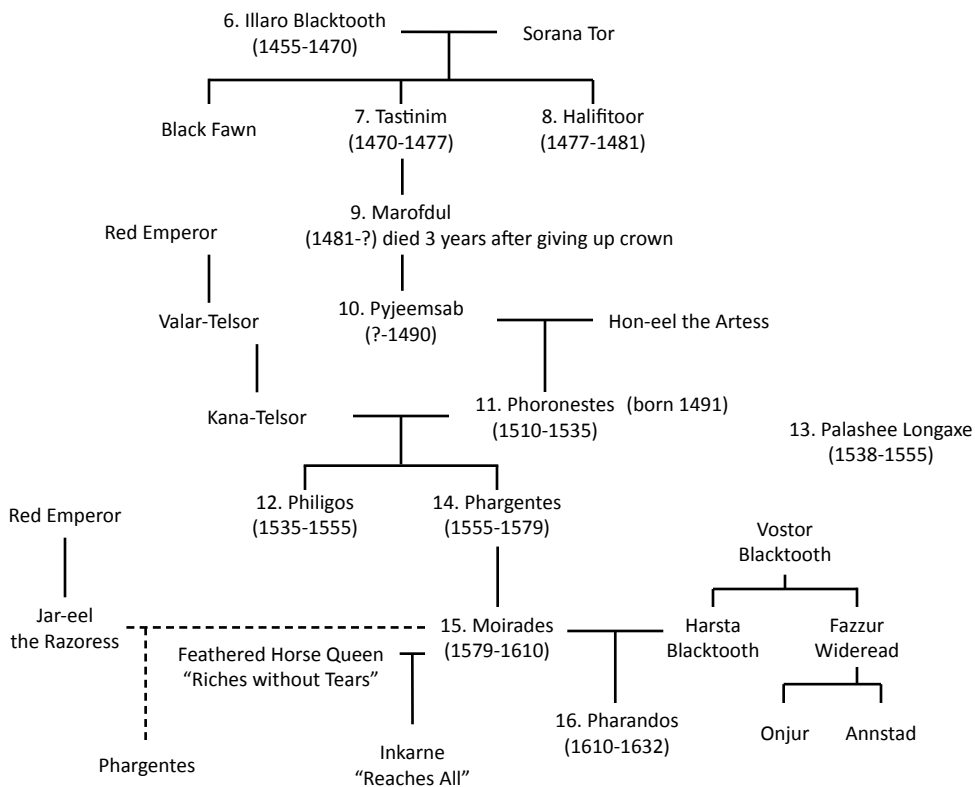 6. Illaro Blacktooth
(1455-1470)
Sorana Tor
Black Fawn
7. Tastinim
(1470-1477)
8. Halifitoor
(1477-1481)
9. Marofdul
(1481-?) died 3 years after giving up crown
Red Emperor
Valar-Telsor
10. Pyjeemsab
(?-1490)
Hon-eel the Artess
Kana-Telsor
11. Phoronestes (born 1491)
(1510-1535)
13. Palashee Longaxe
(1538-1555)
12. Philigos
(1535-1555)
14. Phargentes
(1555-1579)
Red Emperor
Vostor
Blacktooth
Jar-eel
the Razoress
15. Moirades
(1579-1610)
Harsta
Blacktooth
Fazzur
Wideread
Feathered Horse Queen
“Riches without Tears”
16. Pharandos
(1610-1632)
Onjur
Annstad
Phargentes
Inkarne
“Reaches All”